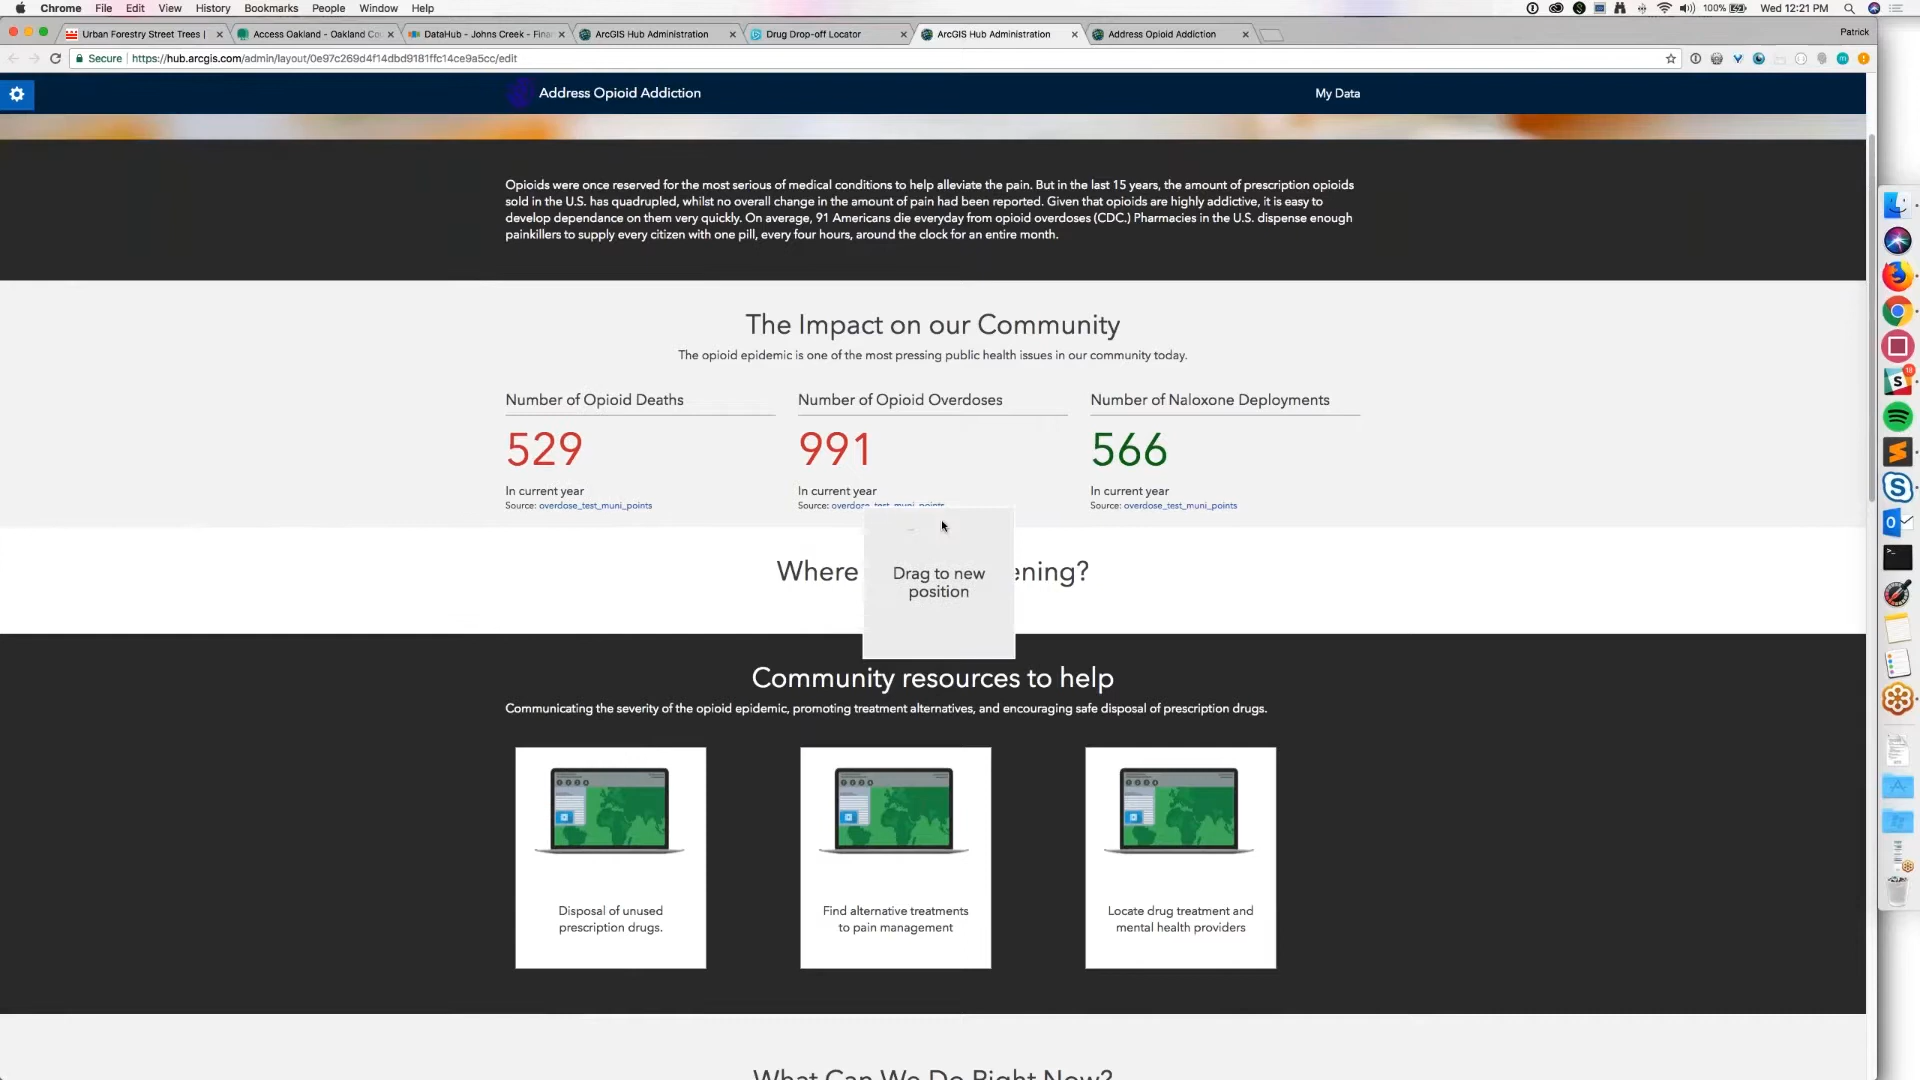 Chrome File Edit View History Bookmarks People Window Help 100% Wed 12:21 PM
Urban Forestry Street Trees | Access Oakland - Oakland Co DataHub - Johns Creek - Fina ArcGIS Hub Administration Drug Drop-off Locator ArcGIS Hub Administration Address Opioid Addiction Patrick
Secure https://hub.arcgis.com/admin/layout/0e97c269d4f14dbd9181ffc14ce9a5cc/edit
Address Opioid Addiction My Data
Opioids were once reserved for the most serious of medical conditions to help alleviate the pain. But in the last 15 years, the amount of prescription opioids
sold in the U.S. has quadrupled, whilst no overall change in the amount of pain had been reported. Given that opioids are highly addictive, it is easy to
develop dependance on them very quickly. On average, 91 Americans die everyday from opioid overdoses (CDC.) Pharmacies in the U.S. dispense enough
painkillers to supply every citizen with one pill, every four hours, around the clock for an entire month.
The Impact on our Community
The opioid epidemic is one of the most pressing public health issues in our community today.
Number of Opioid Deaths Number of Opioid Overdoses Number of Naloxone Deployments
529 991 566
In current year In current year In current year
Source: overdose_test_muni_points Source: overdose_test_muni_points Source: overdose_test_muni_points
Where ening?
Drag to new
position
Community resources to help
Communicating the severity of the opioid epidemic, promoting treatment alternatives, and encouraging safe disposal of prescription drugs.
Disposal of unused
prescription drugs.
Find alternative treatments
to pain management
Locate drug treatment and
mental health providers
What Can We Do Right Now?